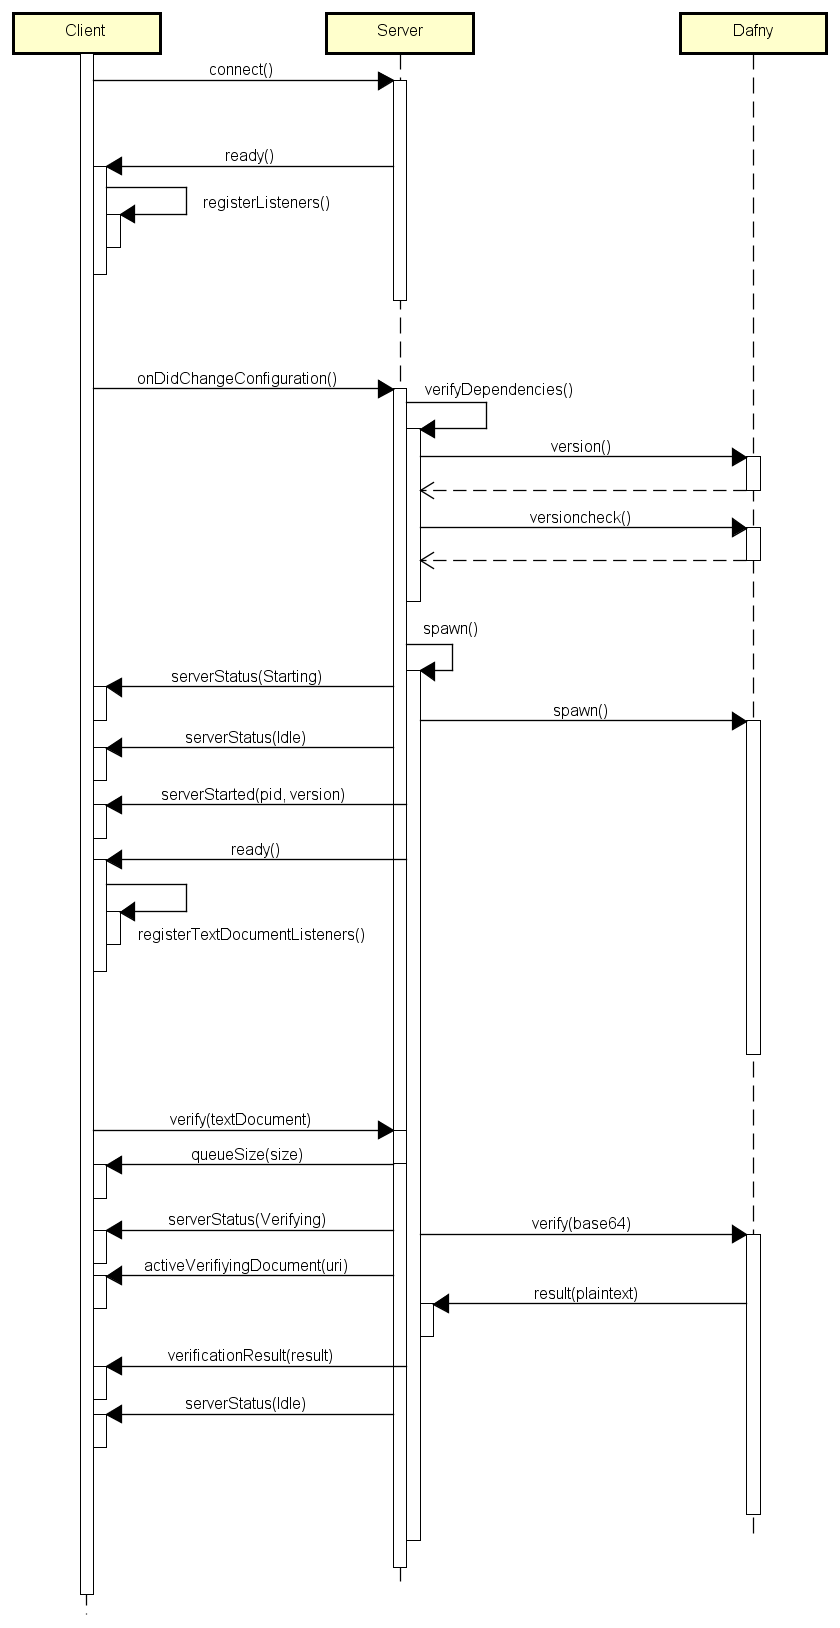 Client
Server
Dafny
connect()
ready()
registerListeners()
onDidChangeConfiguration()
verifyDependencies()
version()
versioncheck()
spawn()
serverStatus(Starting)
spawn()
serverStatus(Idle)
serverStarted(pid, version)
ready()
registerTextDocumentListeners()
verify(textDocument)
queueSize(size)
serverStatus(Verifying)
verify(base64)
activeVerifiyingDocument(uri)
result(plaintext)
verificationResult(result)
serverStatus(Idle)